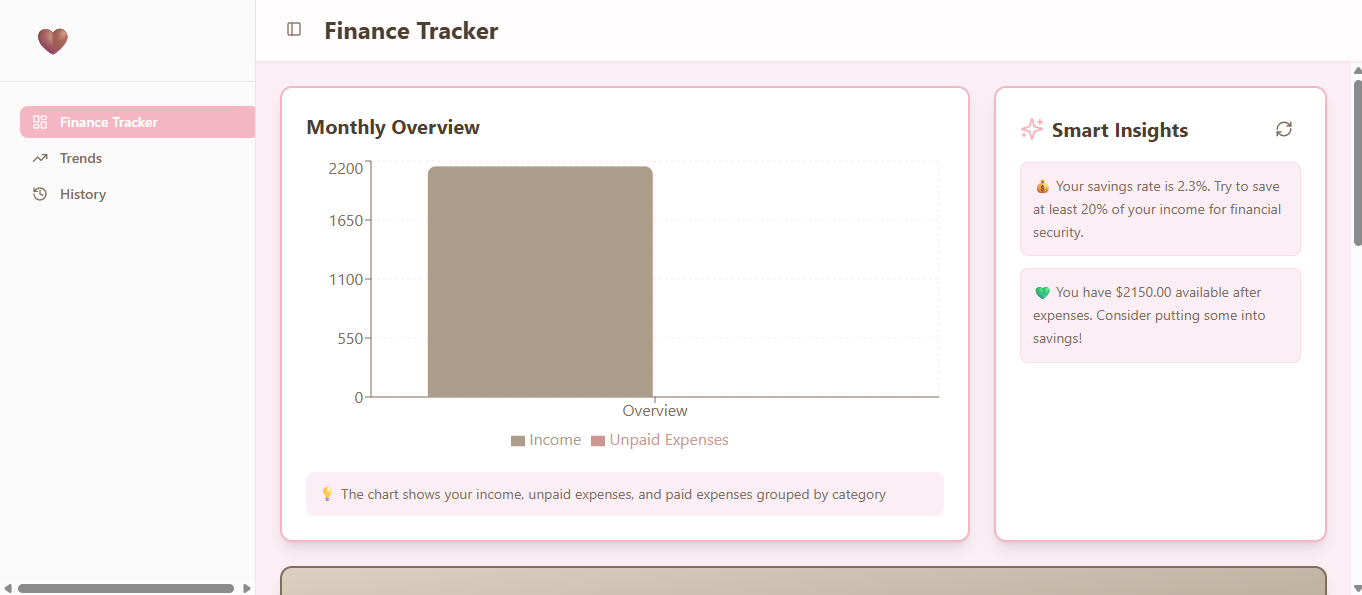 Finance Tracker
Finance Tracker
Trends
History
Monthly Overview
2200
1650
1100
550
0
Overview
Income Unpaid Expenses
💡 The chart shows your income, unpaid expenses, and paid expenses grouped by category
Smart Insights
💰 Your savings rate is 2.3%. Try to save
at least 20% of your income for financial
security.
💚 You have $2150.00 available after
expenses. Consider putting some into
savings!